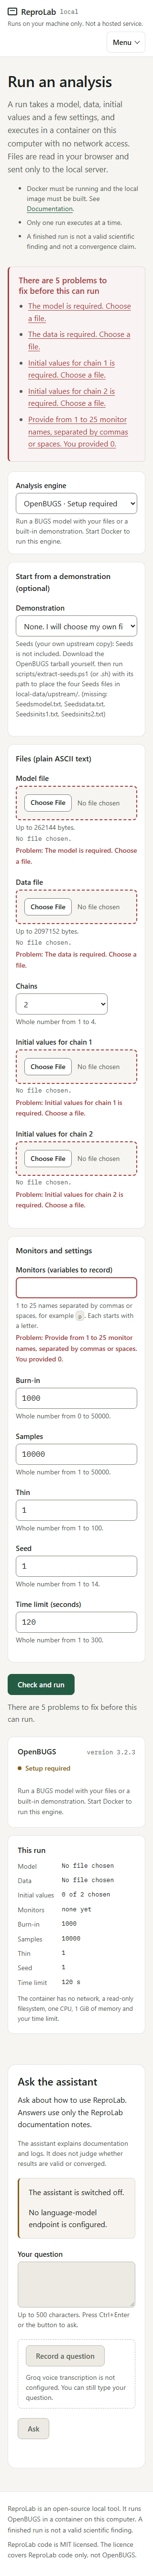 ReproLab local
Runs on your machine only. Not a hosted service.
Menu
Run an analysis
A run takes a model, data, initial
values and a few settings, and
executes it in a container on this
computer with no network access.
Files are read in your browser and
sent only to the local server.
Docker must be running and the local
image must be built. See
Documentation.
Only one run executes at a time.
A finished run is not a valid scientific
finding and not a convergence claim.
There are 5 problems to
fix before this can run
The model is required. Choose
a file.
The data is required. Choose a
file.
Initial values for chain 1 is
required. Choose a file.
Initial values for chain 2 is
required. Choose a file.
Provide from 1 to 25 monitor
names, separated by commas
or spaces. You provided 0.
Analysis engine
OpenBUGS · Setup required
Run a BUGS model with your files or a
built-in demonstration. Start Docker to
run this engine.
Start from a demonstration
(optional)
Demonstration
None. I will choose my own fi
Seeds (your own upstream copy): Seeds
is not included. Download the
OpenBUGS tarball yourself, then run
scripts/extract-seeds.ps1 (or .sh) with its
path to place the four Seeds files in
local-data/upstream/. (missing:
Seedsmodel.txt, Seedsdata.txt,
Seedsinits1.txt, Seedsinits2.txt)
Files (plain ASCII text)
Model file
Choose File No file chosen
Up to 262144 bytes.
No file chosen.
Problem: The model is required. Choose
a file.
Data file
Choose File No file chosen
Up to 2097152 bytes.
No file chosen.
Problem: The data is required. Choose a
file.
Chains
2
Whole number from 1 to 4.
Initial values for chain 1
Choose File No file chosen
No file chosen.
Problem: Initial values for chain 1 is
required. Choose a file.
Initial values for chain 2
Choose File No file chosen
No file chosen.
Problem: Initial values for chain 2 is
required. Choose a file.
Monitors and settings
Monitors (variables to record)
1 to 25 names separated by commas or
spaces, for example p. Each starts with
a letter.
Problem: Provide from 1 to 25 monitor
names, separated by commas or spaces.
You provided 0.
Burn-in
1000
Whole number from 0 to 50000.
Samples
10000
Whole number from 1 to 50000.
Thin
1
Whole number from 1 to 100.
Seed
1
Whole number from 1 to 14.
Time limit (seconds)
120
Whole number from 1 to 300.
Check and run
There are 5 problems to fix before this
can run.
OpenBUGS version 3.2.3
Setup required
Run a BUGS model with your files or a
built-in demonstration. Start Docker to
run this engine.
This run
Model No file chosen
Data No file chosen
Initial values 0 of 2 chosen
Monitors none yet
Burn-in 1000
Samples 10000
Thin 1
Seed 1
Time limit 120 s
The container has no network, a read-only
filesystem, one CPU, 1 GiB of memory and
your time limit.
Ask the assistant
Ask about how to use ReproLab.
Answers use only the ReproLab
documentation notes.
The assistant explains documentation
and logs. It does not judge whether
results are valid or converged.
The assistant is switched off.
No language-model
endpoint is configured.
Your question
Up to 500 characters. Press Ctrl+Enter
or the button to ask.
Record a question
Groq voice transcription is not
configured. You can still type your
question.
Ask
ReproLab is an open-source local tool. It runs
OpenBUGS in a container on this computer. A
finished run is not a valid scientific finding.
ReproLab code is MIT licensed. The licence
covers ReproLab code only, not OpenBUGS.